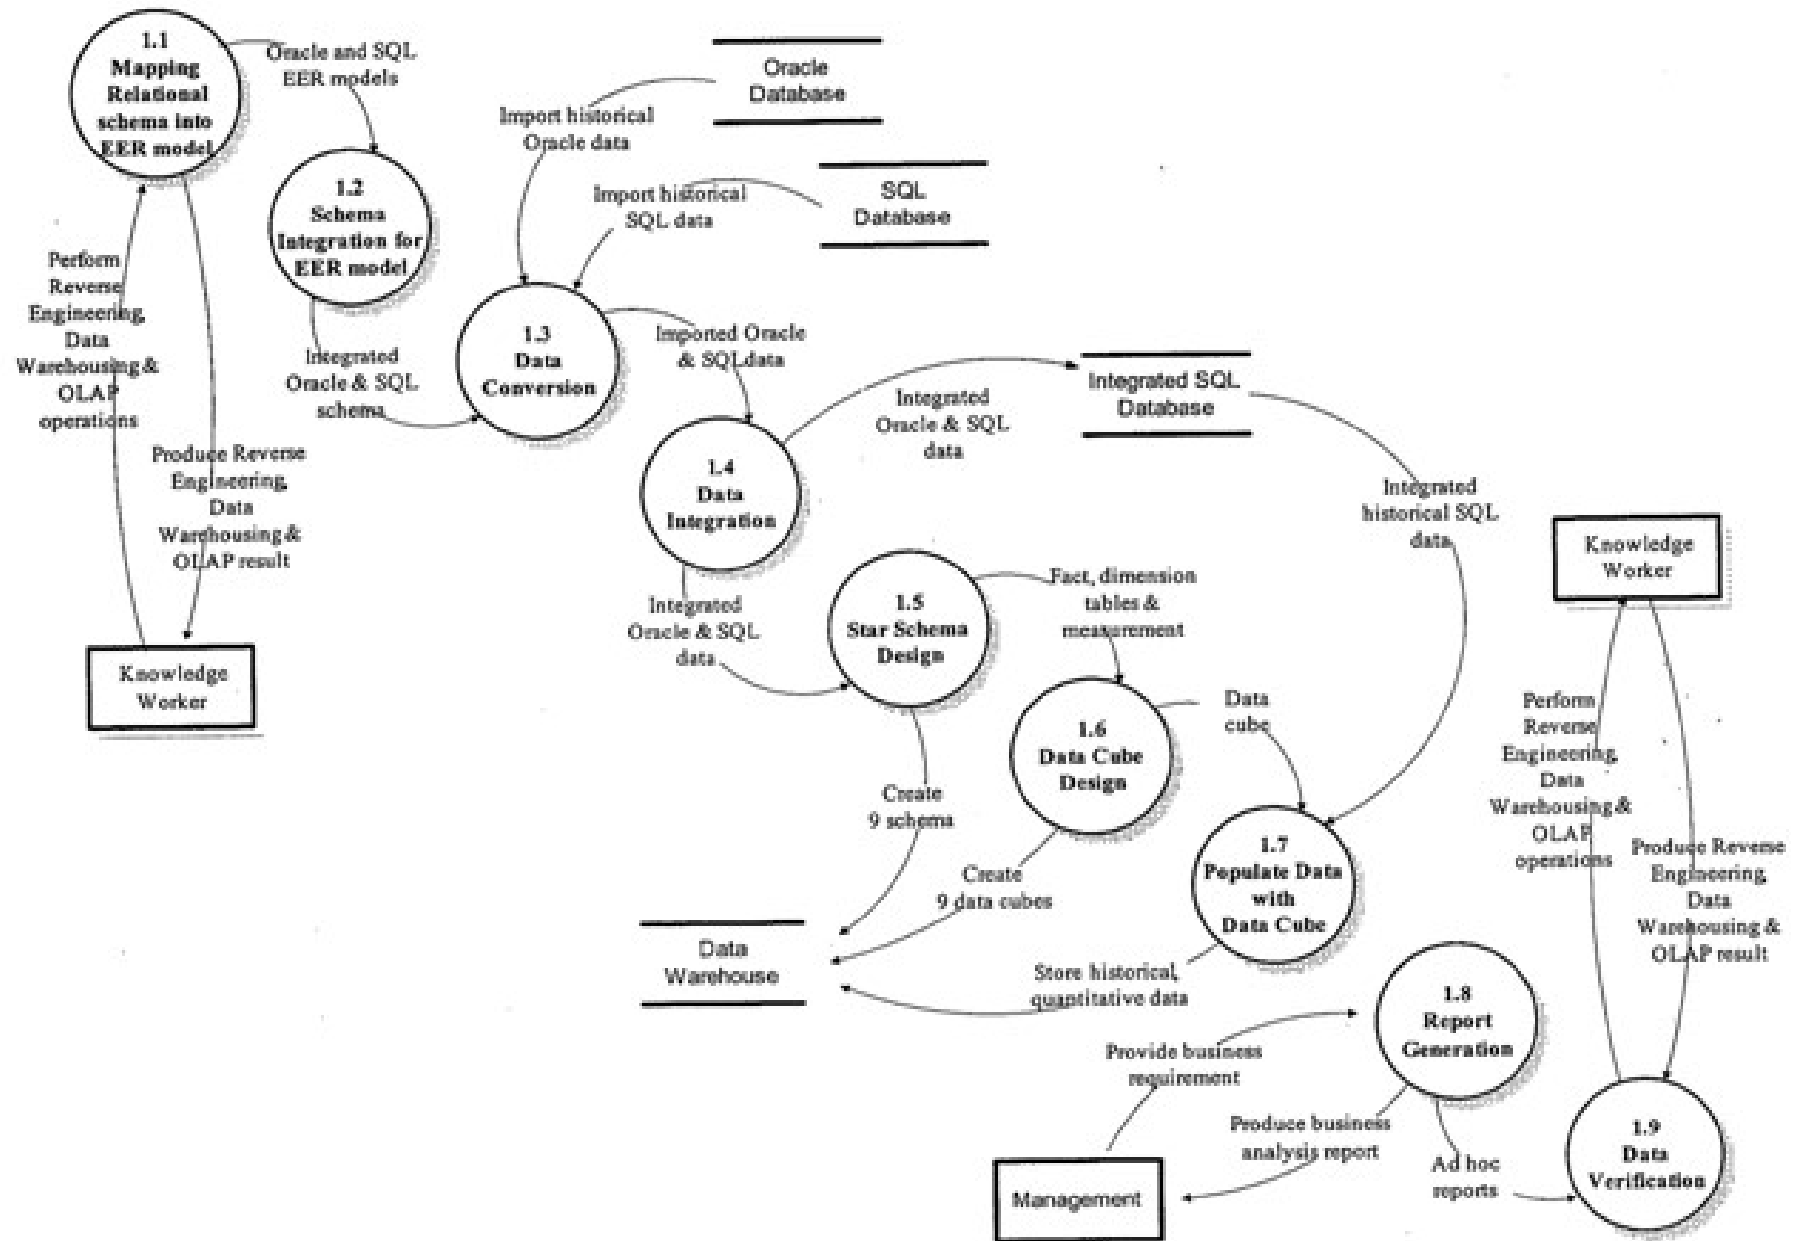 1.1
Mapping
Relational
schema into
EER model
Oracle and SQL
EER models
Oracle
Database
Import historical
Oracle data
1.2
Schema
Integration for
EER model
Import historical
SQL data
SQL
Database
Perform
Reverse
Engineering,
Data
Warehousing &
OLAP
operations
Integrated
Oracle & SQL
schema
1.3
Data
Conversion
Imported Oracle
& SQL data
Integrated SQL
Database
Integrated
Oracle & SQL
data
Produce Reverse
Engineering,
Data
Warehousing &
OLAP result
1.4
Data
Integration
Integrated
historical SQL
data
Knowledge
Worker
Knowledge
Worker
Integrated
Oracle & SQL
data
1.5
Star Schema
Design
Fact, dimension
tables &
measurement
1.6
Data Cube
Design
Data
cube
Perform
Reverse
Engineering,
Data
Warehousing &
OLAP
operations
Create
9 schema
Create
9 data cubes
1.7
Populate Data
with
Data Cube
Produce Reverse
Engineering,
Data
Warehousing &
OLAP result
Data
Warehouse
Store historical,
quantitative data
1.8
Report
Generation
Provide business
requirement
Produce business
analysis report
Management
Ad hoc
reports
1.9
Data
Verification